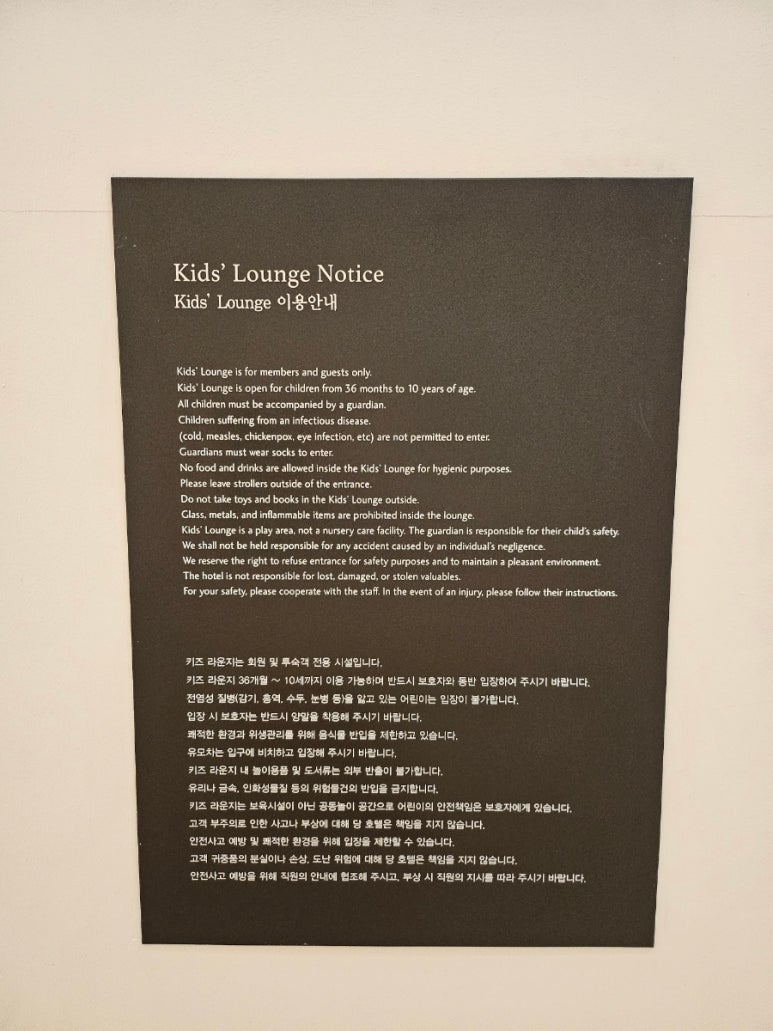 Kids' Lounge Notice
Kids' Lounge 이용안내
Kids' Lounge is for members and guests only.
Kids' Lounge is open for children from 36 months to 10 years of age.
All children must be accompanied by a guardian.
Children suffering from an infectious disease.
(cold, measles, chickenpox, eye infection, etc) are not permitted to enter.
Guardians must wear socks to enter.
No food and drinks are allowed inside the Kids' Lounge for hygienic purposes.
Please leave strollers outside of the entrance.
Do not take toys and books in the Kids' Lounge outside.
Glass, metals, and inflammable items are prohibited inside the lounge.
Kids' Lounge is a play area, not a nursery care facility. The guardian is responsible for their child's safety.
We shall not be held responsible for any accident caused by an individual's negligence.
We reserve the right to refuse entrance for safety purposes and to maintain a pleasant environment.
The hotel is not responsible for lost, damaged, or stolen valuables.
For your safety, please cooperate with the staff. In the event of an injury, please follow their instructions.
키즈 라운지는 회원 및 투숙객 전용 시설입니다.
키즈 라운지 36개월 ~ 10세까지 이용 가능하며 반드시 보호자와 동반 입장하여 주시기 바랍니다.
전염성 질병(감기, 홍역, 수두, 눈병 등)을 앓고 있는 어린이는 입장이 불가합니다.
입장 시 보호자는 반드시 양말을 착용해 주시기 바랍니다.
쾌적한 환경과 위생관리를 위해 음식물 반입을 제한하고 있습니다.
유모차는 입구에 비치하고 입장해 주시기 바랍니다.
키즈 라운지 내 놀이용품 및 도서류는 외부 반출이 불가합니다.
유리나 금속, 인화성물질 등의 위험물건의 반입을 금지합니다.
키즈 라운지는 보육시설이 아닌 공동놀이 공간으로 어린이의 안전책임은 보호자에게 있습니다.
고객 부주의로 인한 사고나 부상에 대해 당 호텔은 책임을 지지 않습니다.
안전사고 예방 및 쾌적한 환경을 위해 입장을 제한할 수 있습니다.
고객 귀중품의 분실이나 손상, 도난 위험에 대해 당 호텔은 책임을 지지 않습니다.
안전사고 예방을 위해 직원의 안내에 협조해 주시고, 부상 시 직원의 지시를 따라 주시기 바랍니다.